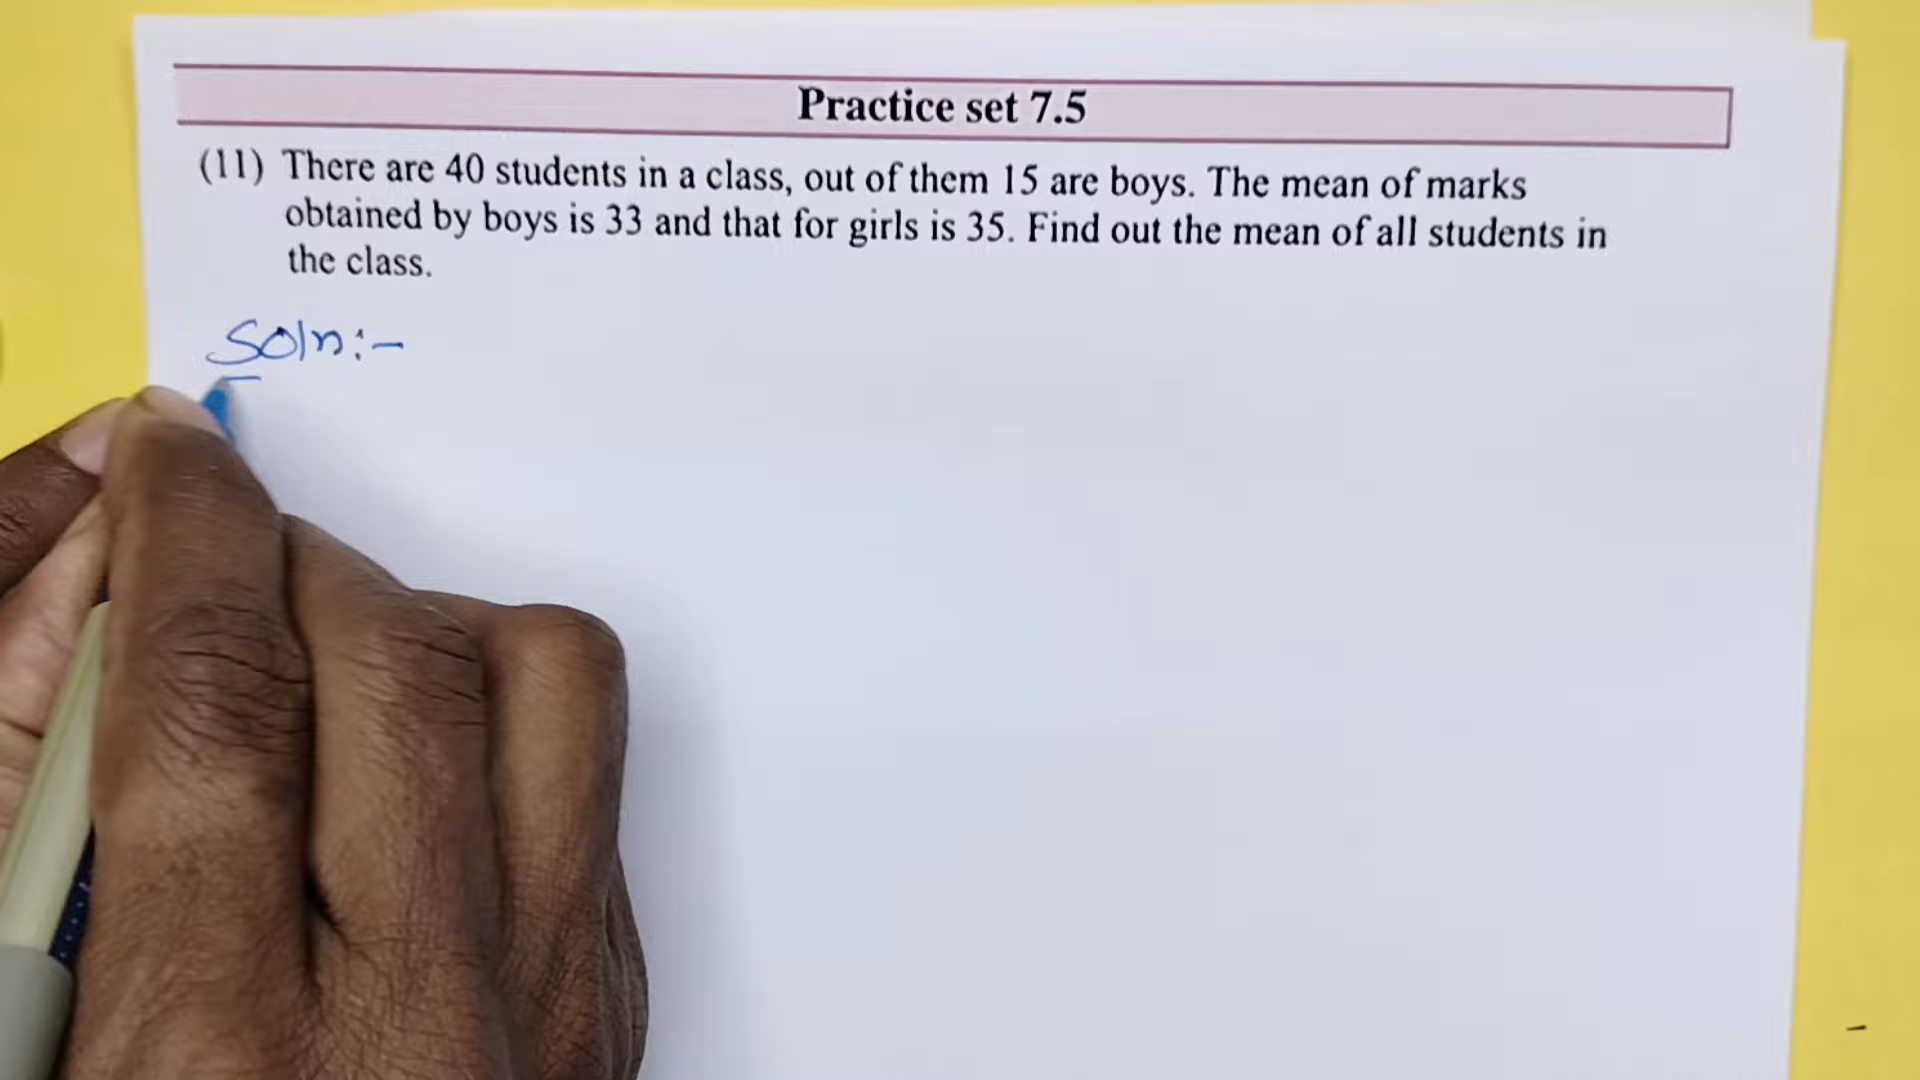 Practice set 7.5
(11) There are 40 students in a class, out of them 15 are boys. The mean of marks
obtained by boys is 33 and that for girls is 35. Find out the mean of all students in
the class.
Soln:-